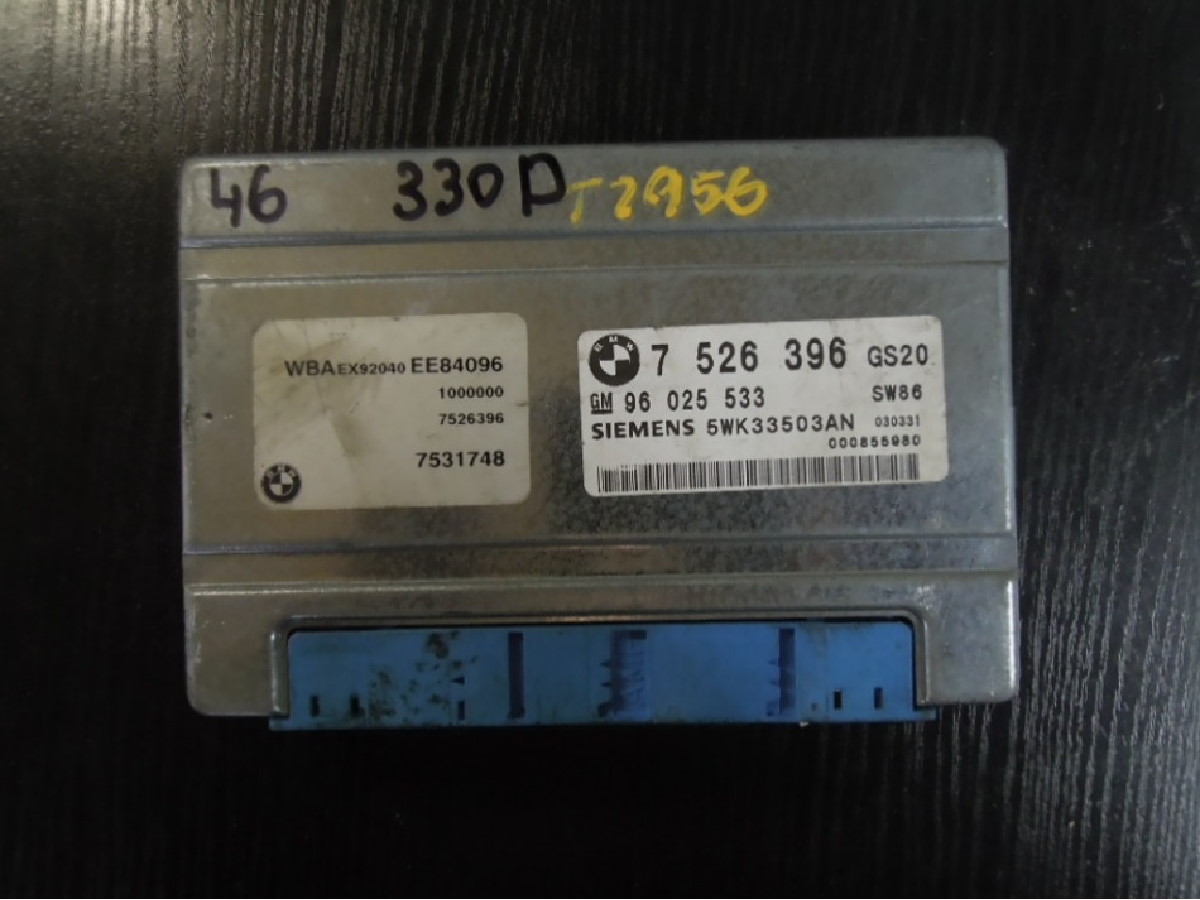 46 330D T2956
WBAEX92040 EE84096
1000000
7526396
7531748
7 526 396 GS20
GM 96 025 533 SW86
SIEMENS 5WK33503AN 030331
000855980